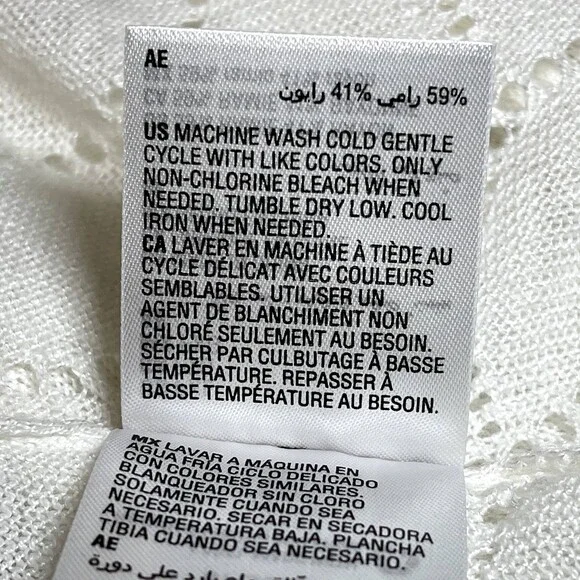 AE
59% رامي 41% رايون
US MACHINE WASH COLD GENTLE
CYCLE WITH LIKE COLORS. ONLY
NON-CHLORINE BLEACH WHEN
NEEDED. TUMBLE DRY LOW. COOL
IRON WHEN NEEDED.
CA LAVER EN MACHINE À TIÈDE AU
CYCLE DÉLICAT AVEC COULEURS
SEMBLABLES. UTILISER UN
AGENT DE BLANCHIMENT NON
CHLORÉ SEULEMENT AU BESOIN.
SÉCHER PAR CULBUTAGE À BASSE
TEMPÉRATURE. REPASSER À
BASSE TEMPÉRATURE AU BESOIN.
MX LAVAR A MÁQUINA EN
AGUA FRÍA CICLO DELICADO
CON COLORES SIMILARES.
BLANQUEADOR SIN CLORO
SOLAMENTE CUANDO SEA
NECESARIO. SECAR EN SECADORA
A TEMPERATURA BAJA. PLANCHA
TIBIA CUANDO SEA NECESARIO.
AE
بارد على دورة